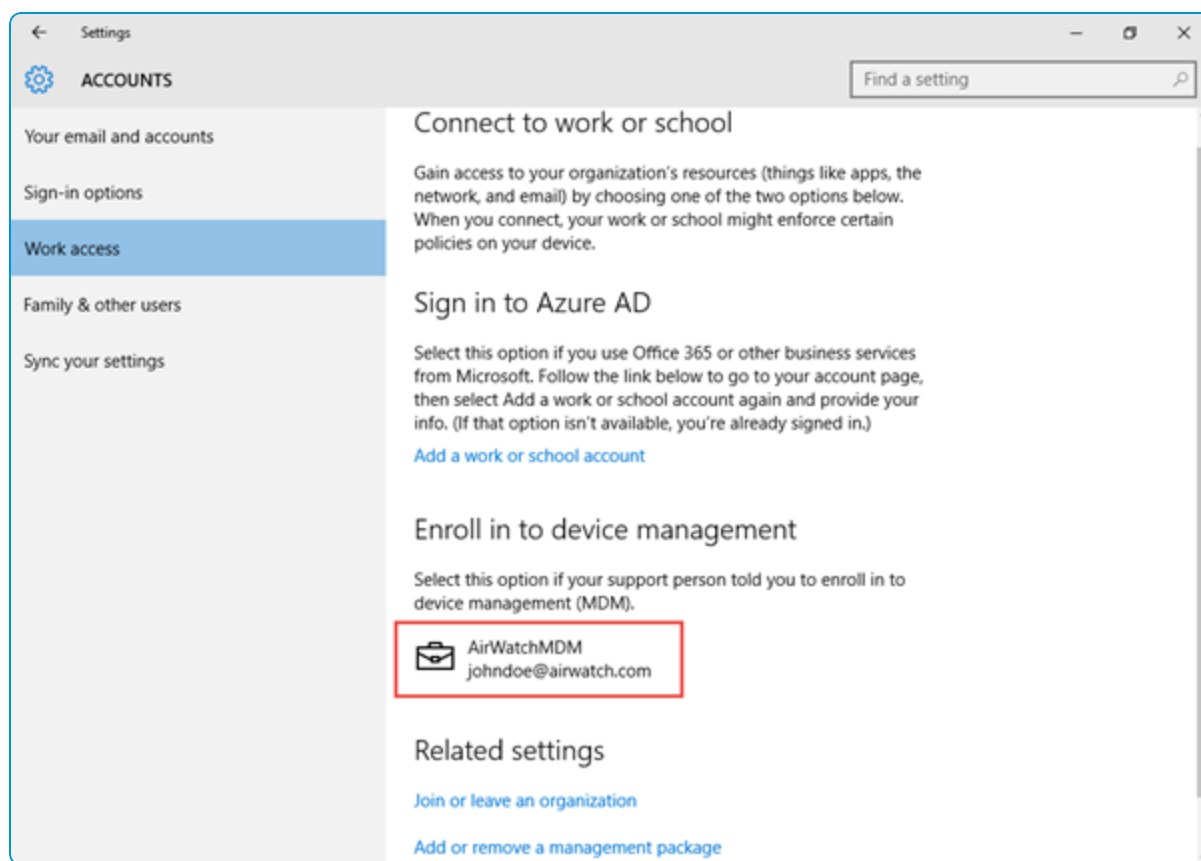 Settings
ACCOUNTS
Find a setting
Your email and accounts
Sign-in options
Work access
Family & other users
Sync your settings
Connect to work or school
Gain access to your organization's resources (things like apps, the
network, and email) by choosing one of the two options below.
When you connect, your work or school might enforce certain
policies on your device.
Sign in to Azure AD
Select this option if you use Office 365 or other business services
from Microsoft. Follow the link below to go to your account page,
then select Add a work or school account again and provide your
info. (If that option isn't available, you're already signed in.)
Add a work or school account
Enroll in to device management
Select this option if your support person told you to enroll in to
device management (MDM).
AirWatchMDM
johndoe@airwatch.com
Related settings
Join or leave an organization
Add or remove a management package